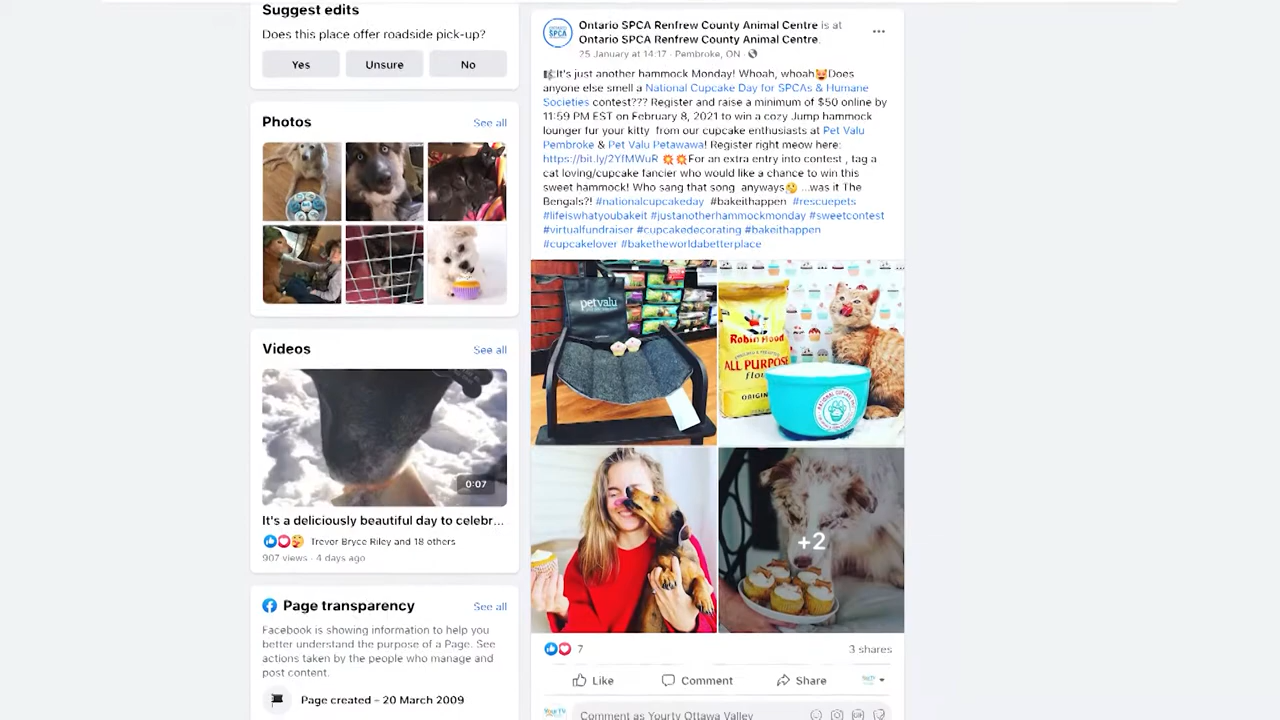 Suggest edits
Does this place offer roadside pick-up?
Yes
Unsure
No
Photos
See all
Videos
See all
0:07
It's a deliciously beautiful day to celebr...
Trevor Bryce Riley and 18 others
907 views · 4 days ago
Page transparency
See all
Facebook is showing information to help you
better understand the purpose of a Page. See
actions taken by the people who manage and
post content.
Page created – 20 March 2009
SPCA
Ontario SPCA Renfrew County Animal Centre is at
Ontario SPCA Renfrew County Animal Centre.
25 January at 14:17 · Pembroke, ON ·
It's just another hammock Monday! Whoah, whoah😻Does
anyone else smell a National Cupcake Day for SPCAs & Humane
Societies contest??? Register and raise a minimum of $50 online by
11:59 PM EST on February 8, 2021 to win a cozy Jump hammock
lounger fur your kitty from our cupcake enthusiasts at Pet Valu
Pembroke & Pet Valu Petawawa! Register right meow here:
https://bit.ly/2YfMWuR 💥💥For an extra entry into contest , tag a
cat loving/cupcake fancier who would like a chance to win this
sweet hammock! Who sang that song anyways🤔 ...was it The
Bengals?! #nationalcupcakeday #bakeithappen #rescuepets
#lifeiswhatyoubakeit #justanotherhammockmonday #sweetcontest
#virtualfundraiser #cupcakedecorating #bakeithappen
#cupcakelover #baketheworldabetterplace
petvalu
Robin Hood
ALL PURPOSE
Flour
ORIGINAL
NATIONAL CUPCAKE DAY
+2
7
3 shares
Like
Comment
Share
YourTV
Comment as Yourtv Ottawa Valley